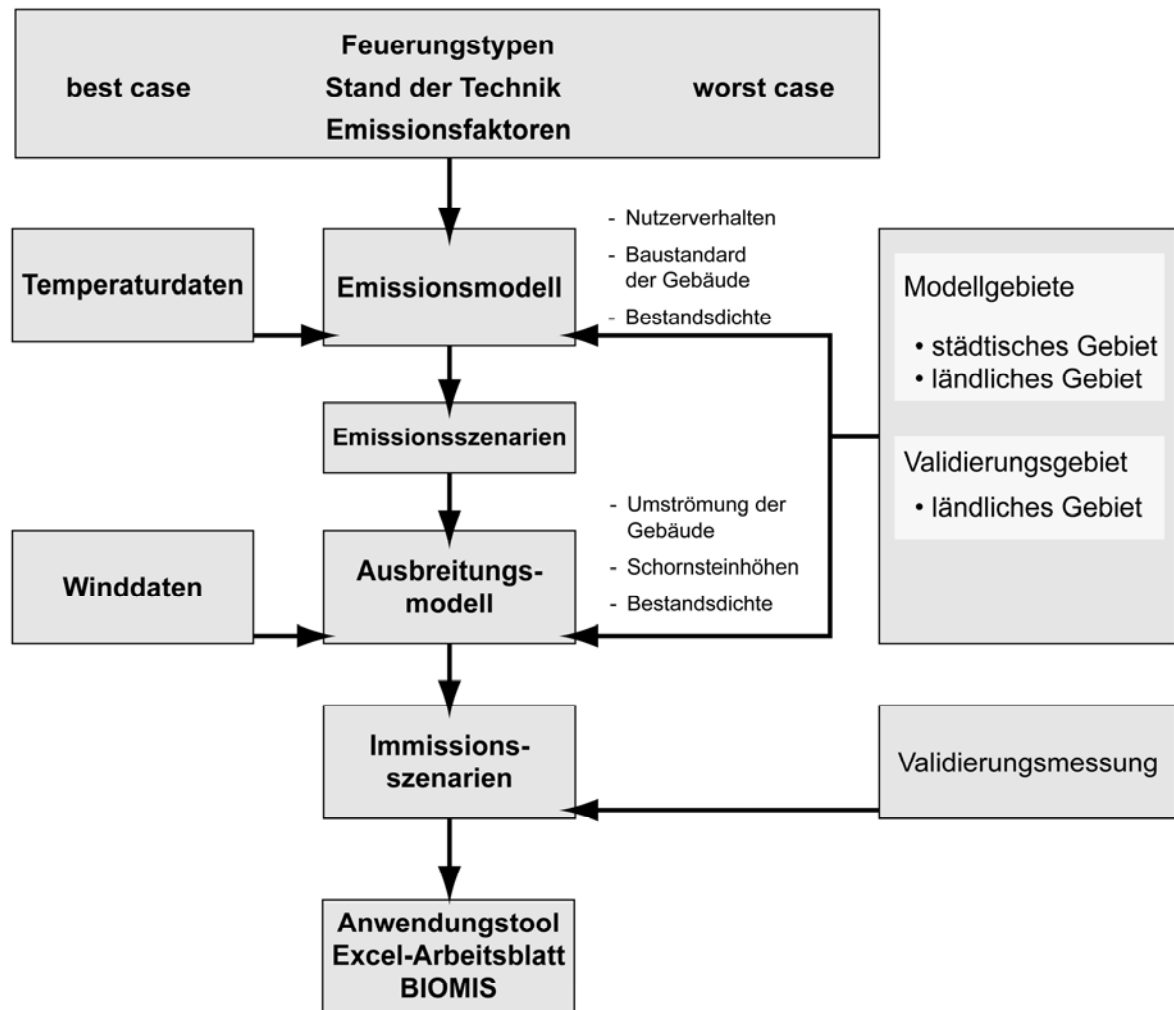 Feuerungstypen
best case Stand der Technik worst case
Emissionsfaktoren
- Nutzerverhalten
- Baustandard
der Gebäude
- Bestandsdichte
Temperaturdaten
Emissionsmodell
Modellgebiete
• städtisches Gebiet
• ländliches Gebiet
Emissionsszenarien
Validierungsgebiet
• ländliches Gebiet
- Umströmung der
Gebäude
- Schornsteinhöhen
- Bestandsdichte
Winddaten
Ausbreitungs-
modell
Immissions-
szenarien
Validierungsmessung
Anwendungstool
Excel-Arbeitsblatt
BIOMIS